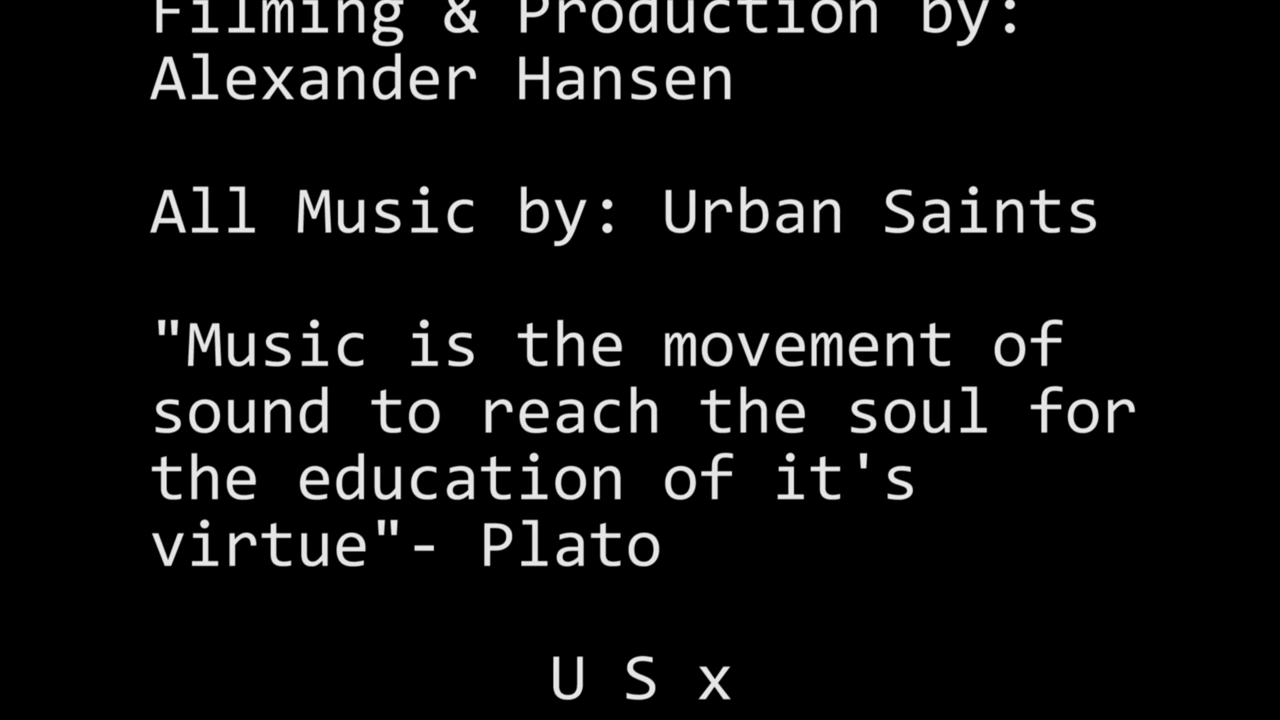 Filming & Production by:
Alexander Hansen
All Music by: Urban Saints
"Music is the movement of
sound to reach the soul for
the education of it's
virtue"- Plato
U S x